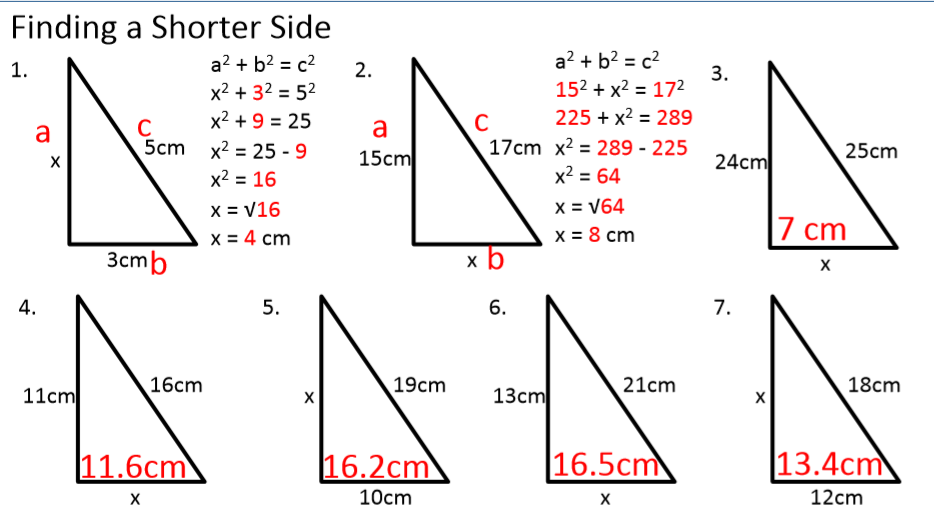 Finding a Shorter Side
1.
a
x
c
5cm
3cm b
a² + b² = c²
x² + 3² = 5²
x² + 9 = 25
x² = 25 - 9
x² = 16
x = √16
x = 4 cm
2.
a
15cm
c
17cm
x b
a² + b² = c²
15² + x² = 17²
225 + x² = 289
x² = 289 - 225
x² = 64
x = √64
x = 8 cm
3.
24cm
25cm
7 cm
x
4.
11cm
16cm
11.6cm
x
5.
x
19cm
16.2cm
10cm
6.
13cm
21cm
16.5cm
x
7.
x
18cm
13.4cm
12cm